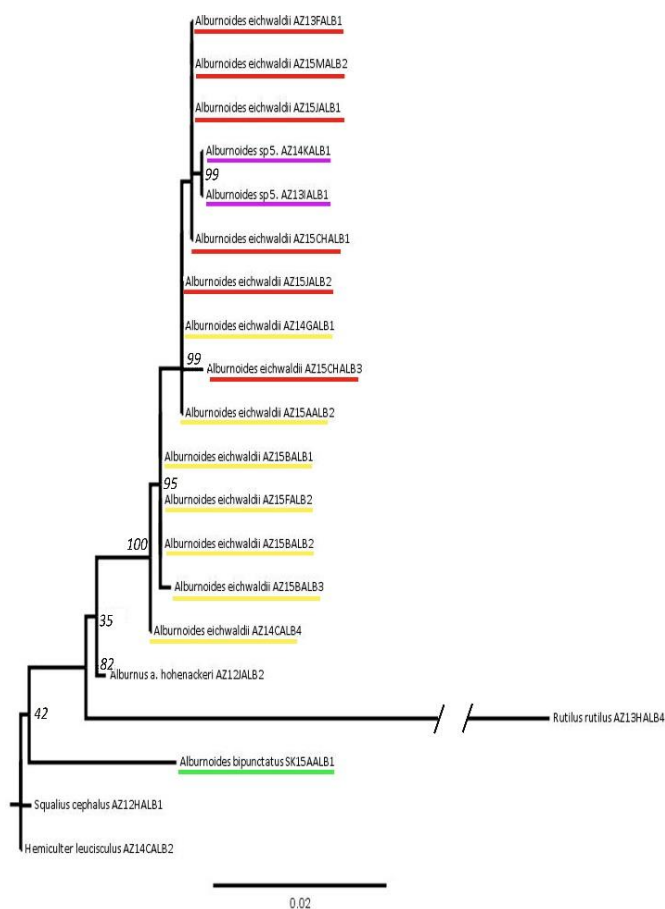 Alburnoides eichwaldii AZ13FALB1
Alburnoides eichwaldii AZ15MALB2
Alburnoides eichwaldii AZ15JALB1
Alburnoides sp5. AZ14KALB1
99
Alburnoides sp5. AZ13IALB1
Alburnoides eichwaldii AZ15CHALB1
Alburnoides eichwaldii AZ15JALB2
Alburnoides eichwaldii AZ14GALB1
99
Alburnoides eichwaldii AZ15CHALB3
Alburnoides eichwaldii AZ15AALB2
Alburnoides eichwaldii AZ15BALB1
95
Alburnoides eichwaldii AZ15FALB2
Alburnoides eichwaldii AZ15BALB2
100
Alburnoides eichwaldii AZ15BALB3
35
Alburnoides eichwaldii AZ14CALB4
82
Alburnus a. hohenackeri AZ12JALB2
42
Rutilus rutilus AZ13HALB4
Alburnoides bipunctatus SK15AALB1
Squalius cephalus AZ12HALB1
Hemiculter leucisculus AZ14CALB2
0.02